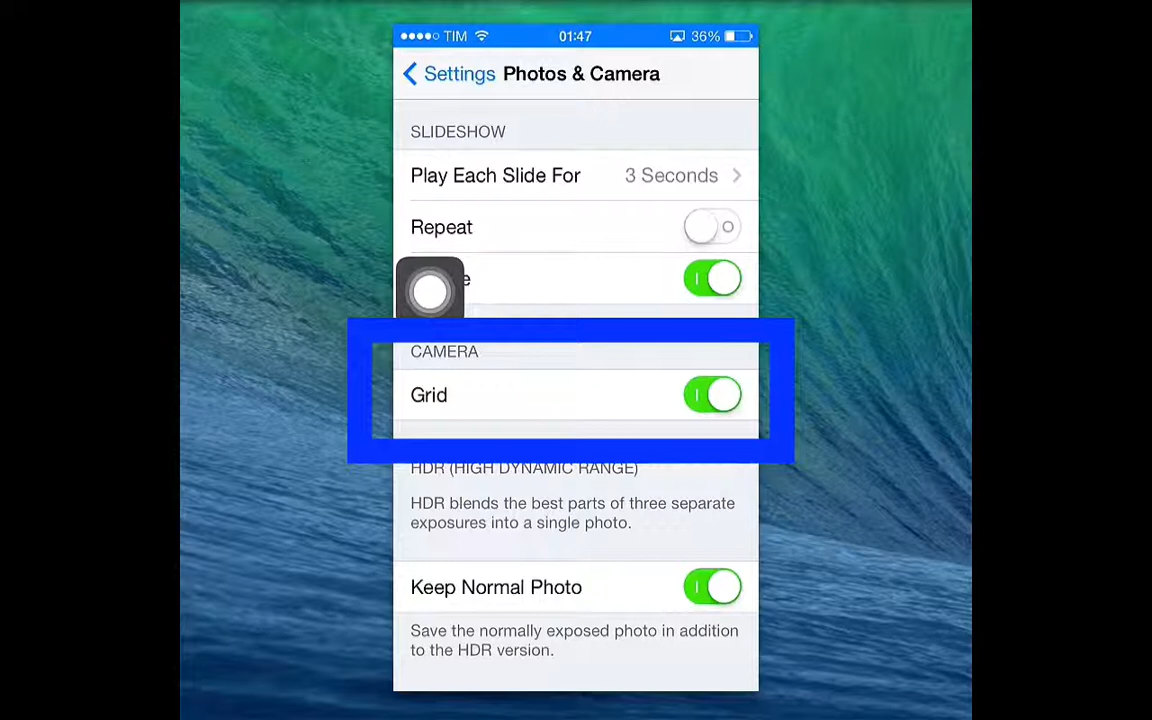 TIM 01:47 36%
Settings Photos & Camera
SLIDESHOW
Play Each Slide For 3 Seconds
Repeat
CAMERA
Grid
HDR (HIGH DYNAMIC RANGE)
HDR blends the best parts of three separate
exposures into a single photo.
Keep Normal Photo
Save the normally exposed photo in addition
to the HDR version.